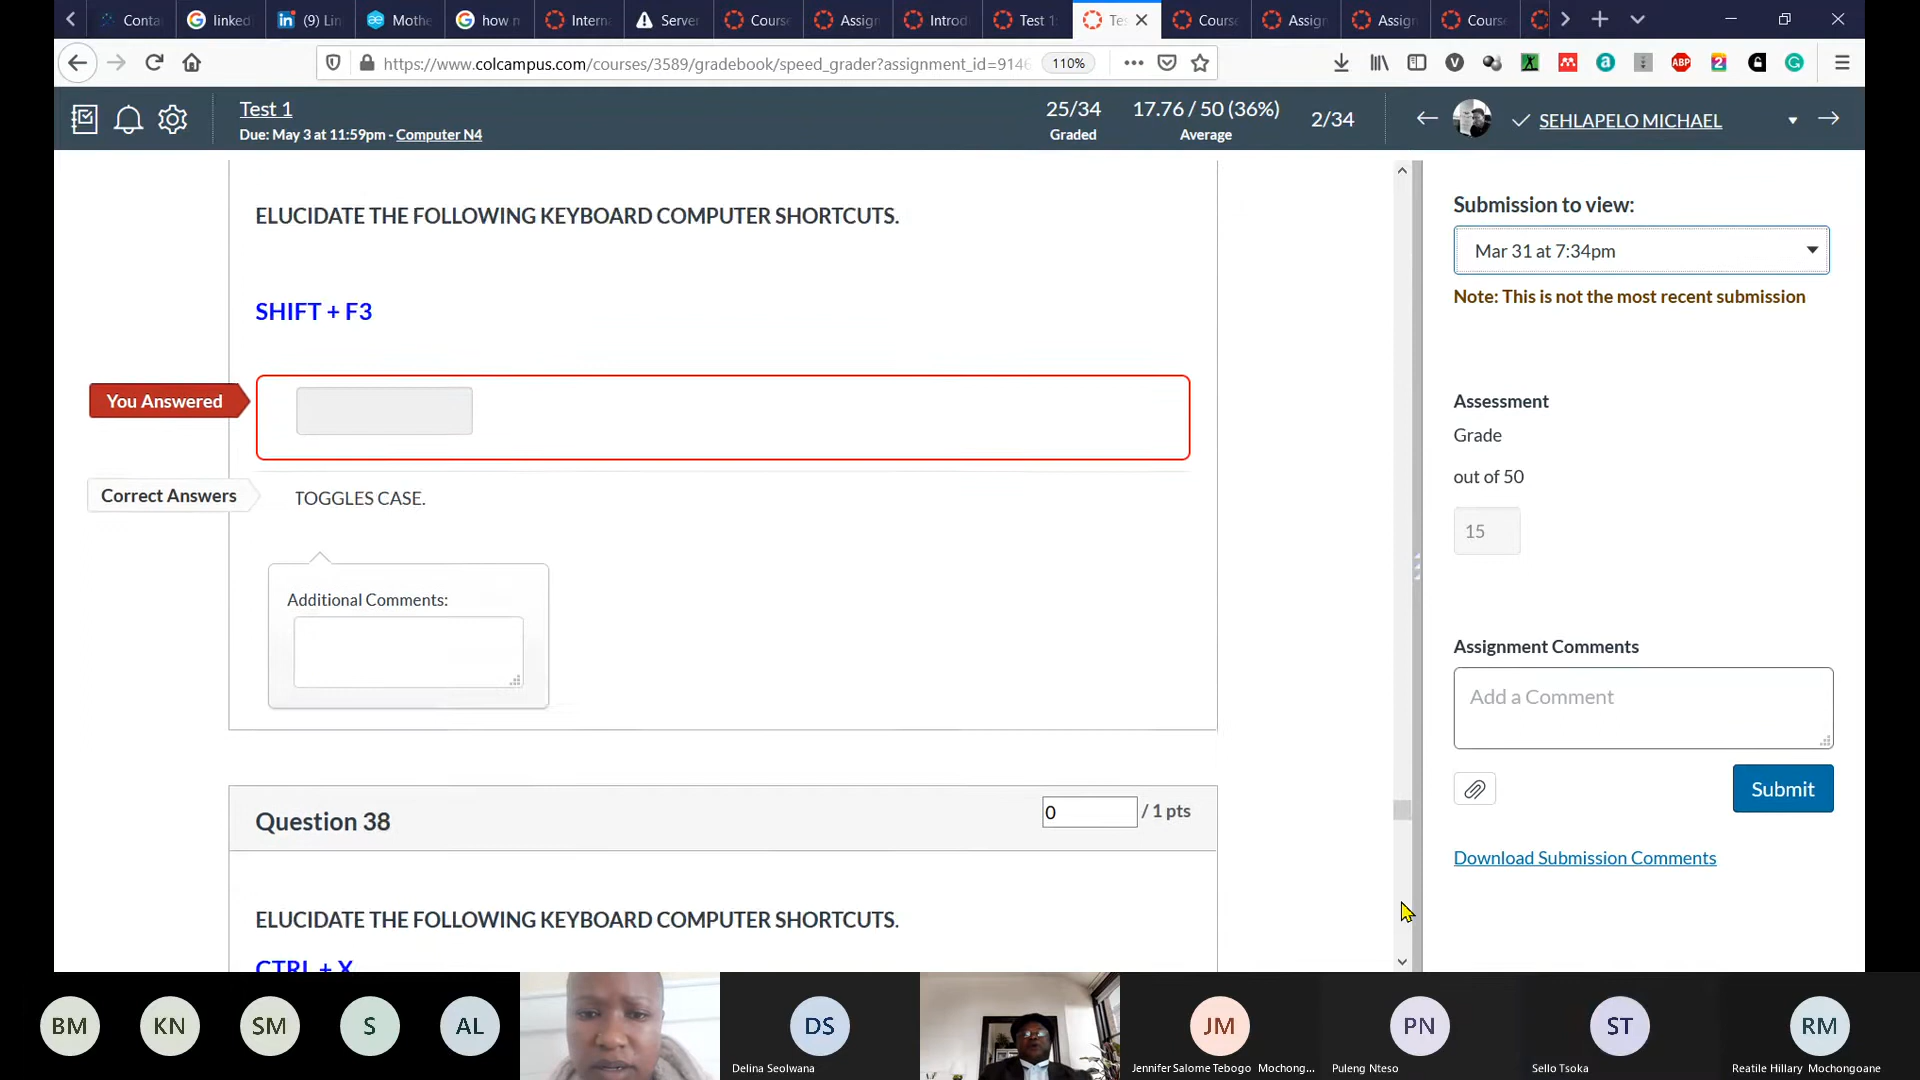 Conta
linked
(9) Lin
Mothe
how m
Intern
Server
Course
Assign
Introd
Test 1
Tes
Course
Assign
Assign
Course
https://www.colcampus.com/courses/3589/gradebook/speed_grader?assignment_id=9146
110%
Test 1
Due: May 3 at 11:59pm - Computer N4
25/34
Graded
17.76 / 50 (36%)
Average
2/34
SEHLAPELO MICHAEL
ELUCIDATE THE FOLLOWING KEYBOARD COMPUTER SHORTCUTS.
SHIFT + F3
You Answered
Correct Answers
TOGGLES CASE.
Additional Comments:
Question 38
0
/ 1 pts
ELUCIDATE THE FOLLOWING KEYBOARD COMPUTER SHORTCUTS.
CTRL + X
Submission to view:
Mar 31 at 7:34pm
Note: This is not the most recent submission
Assessment
Grade
out of 50
15
Assignment Comments
Add a Comment
Submit
Download Submission Comments
BM
KN
SM
S
AL
DS
Delina Seolwana
JM
Jennifer Salome Tebogo Mochong...
PN
Puleng Nteso
ST
Sello Tsoka
RM
Reatile Hillary Mochongoane